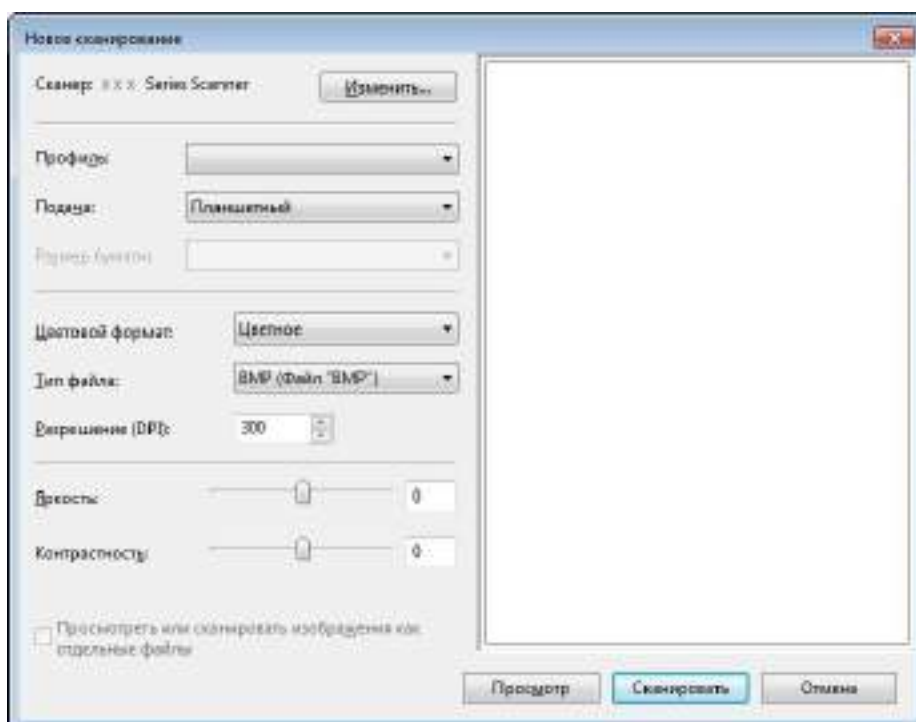 Новое сканирование
Сканер: x x x Series Scanner
Изменить...
Профиль:
Подача: Планшетный
Размер бумаги:
Цветовой формат: Цветное
Тип файла: BMP (Файл "BMP")
Разрешение (DPI): 300
Яркость: 0
Контрастность: 0
Просмотреть или сканировать изображения как
отдельные файлы
Просмотр Сканировать Отмена